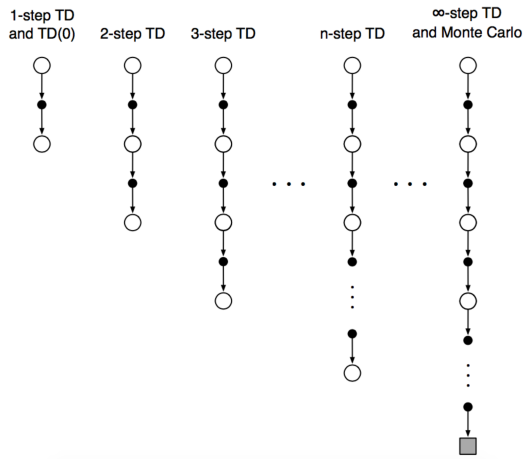 1-step TD
and TD(0)
2-step TD
3-step TD
n-step TD
∞-step TD
and Monte Carlo